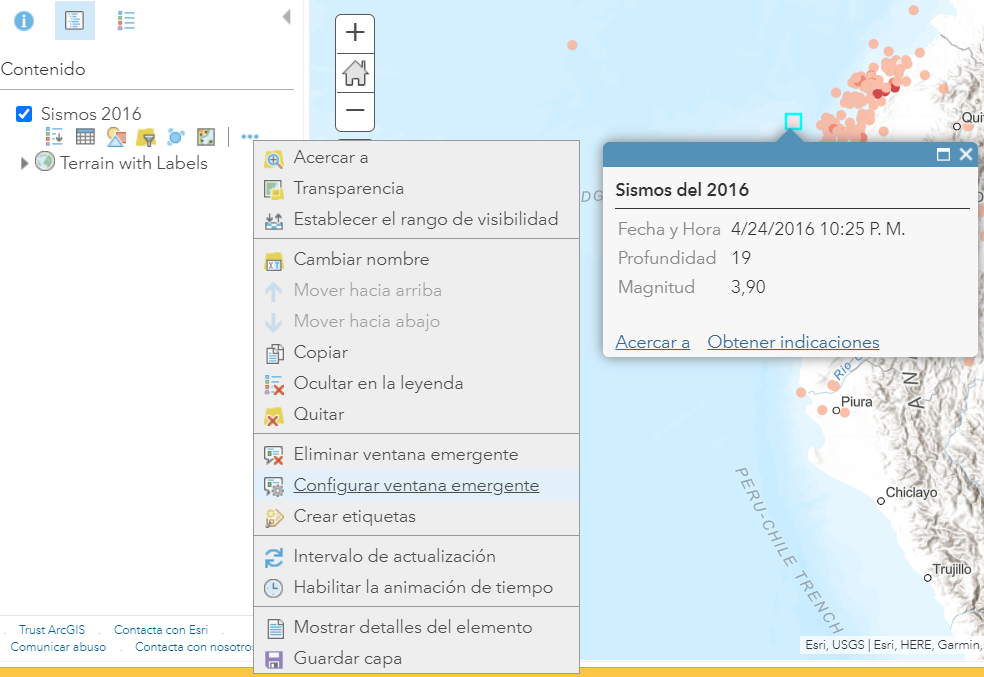 Contenido
Sismos 2016
Terrain with Labels
Acercar a
Transparencia
Establecer el rango de visibilidad
Cambiar nombre
Mover hacia arriba
Mover hacia abajo
Copiar
Ocultar en la leyenda
Quitar
Eliminar ventana emergente
Configurar ventana emergente
Crear etiquetas
Intervalo de actualización
Habilitar la animación de tiempo
Mostrar detalles del elemento
Guardar capa
Trust ArcGIS . Contacta con Esri .
Comunicar abuso . Contacta con nosotro
Sismos del 2016
Fecha y Hora 4/24/2016 10:25 P. M.
Profundidad 19
Magnitud 3,90
Acercar a Obtener indicaciones
Piura
Chiclayo
Trujillo
PERU-CHILE TRENCH
Esri, USGS | Esri, HERE, Garmin,